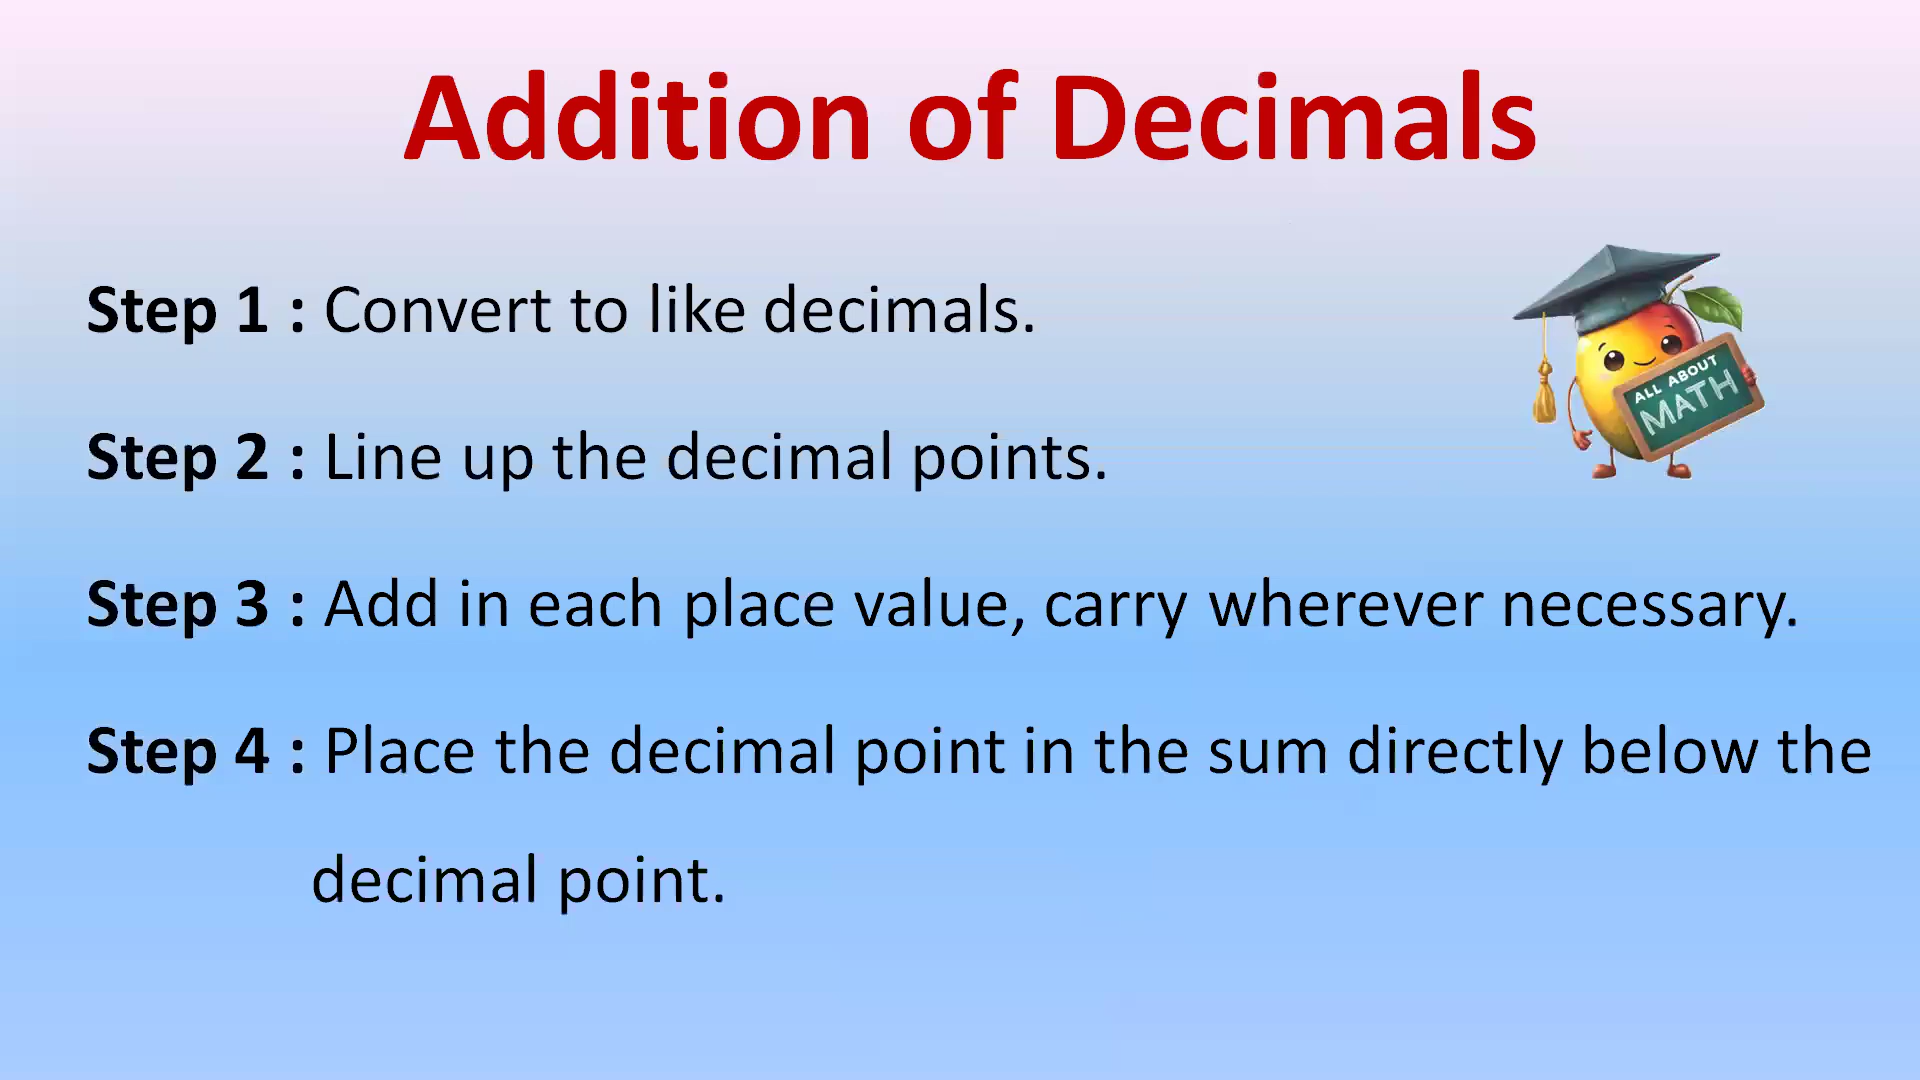 Addition of Decimals
Step 1 : Convert to like decimals.
Step 2 : Line up the decimal points.
Step 3 : Add in each place value, carry wherever necessary.
Step 4 : Place the decimal point in the sum directly below the
decimal point.
ALL ABOUT
MATH